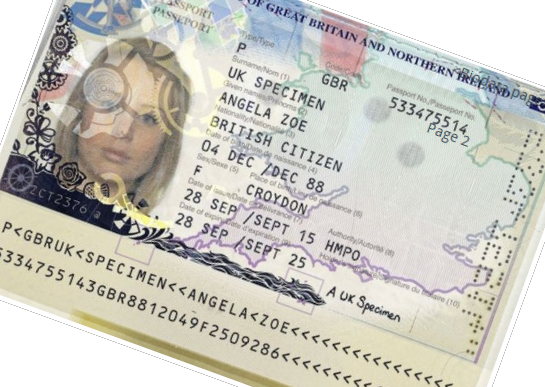 PASSPORT
PASSEPORT
OF GREAT BRITAIN AND NORTHERN IRELAND
Type/Type
Code/Code
Passport No./Passeport No.
P
GBR
533475514
Page 2
Surname/Nom (1)
UK SPECIMEN
Given names/Prénoms (2)
ANGELA ZOE
Nationality/Nationalité (3)
BRITISH CITIZEN
Date of birth/Date de naissance (4)
04 DEC /DEC 88
Sex/Sexe (5)
Place of birth/Lieu de naissance (6)
F
CROYDON
Date of issue/Date de délivrance (7)
Authority/Autorité (8)
28 SEP /SEPT 15
HMPO
Date of expiry/Date d'expiration (9)
Holder's signature/Signature du titulaire (10)
28 SEP /SEPT 25
A UK Specimen
ZCT2376
P<GBRUK<SPECIMEN<<ANGELA<ZOE<<<<<<<<<<<<<<<
5334755143GBR8812049F2509286<<<<<<<<<